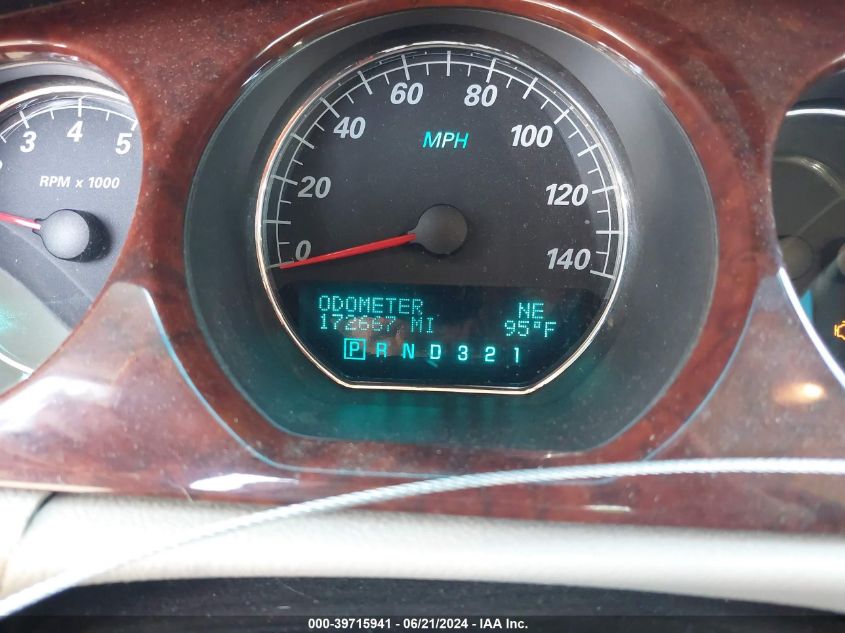 60 80
40 100
MPH
20 120
0 140
3 4 5
RPM x 1000
ODOMETER NE
172667 MI 95°F
P R N D 3 2 1
000-39715941 / 06/21/2024 - IAA Inc.